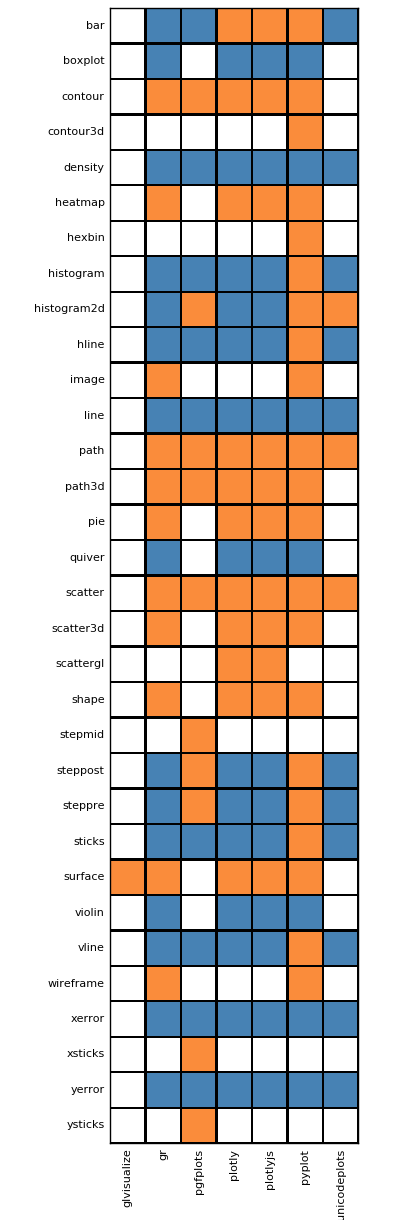 bar
boxplot
contour
contour3d
density
heatmap
hexbin
histogram
histogram2d
hline
image
line
path
path3d
pie
quiver
scatter
scatter3d
scattergl
shape
stepmid
steppost
steppre
sticks
surface
violin
vline
wireframe
xerror
xsticks
yerror
ysticks
glvisualize
gr
pgfplots
plotly
plotlyjs
pyplot
unicodeplots